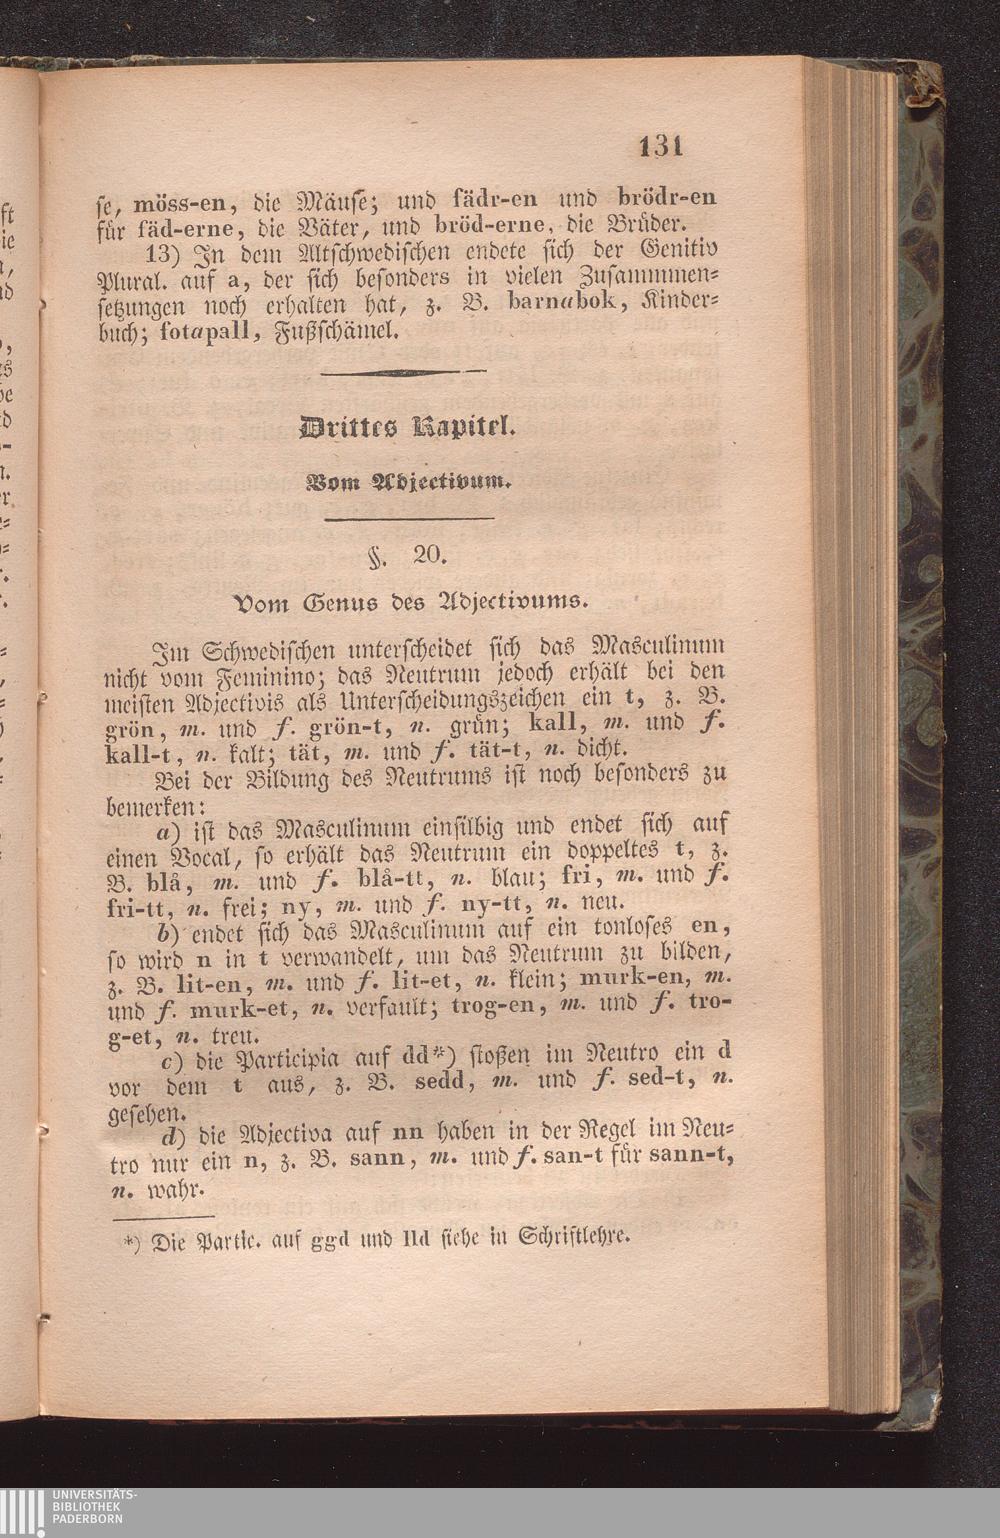 131
se, möss-en, die Mäuse; und fädr-en und brödr-en
für fäd-erne, die Väter, und bröd-erne, die Brüder.
13) In dem Altschwedischen endete sich der Genitiv
Plural. auf a, der sich besonders in vielen Zusammmen-
setzungen noch erhalten hat, z. B. barnabok, Kinder-
buch; fotapall, Fußschämel.
Drittes Kapitel.
Vom Adjectivum.
§. 20.
Vom Genus des Adjectivums.
Im Schwedischen unterscheidet sich das Masculinum
nicht vom Feminino; das Neutrum jedoch erhält bei den
meisten Adjectivis als Unterscheidungszeichen ein t, z. B.
grön, m. und f. grön-t, n. grün; kall, m. und f.
kall-t, n. kalt; tät, m. und f. tät-t, n. dicht.
Bei der Bildung des Neutrums ist noch besonders zu
bemerken:
a) ist das Masculinum einsilbig und endet sich auf
einen Vocal, so erhält das Neutrum ein doppeltes t, z.
B. blå, m. und f. blå-tt, n. blau; fri, m. und f.
fri-tt, n. frei; ny, m. und f. ny-tt, n. neu.
b) endet sich das Masculinum auf ein tonloses en,
so wird n in t verwandelt, um das Neutrum zu bilden,
z. B. lit-en, m. und f. lit-et, n. klein; murk-en, m.
und f. murk-et, n. verfault; trog-en, m. und f. tro-
g-et, n. treu.
c) die Participia auf dd*) stoßen im Neutro ein d
vor dem t aus, z. B. sedd, m. und f. sed-t, n.
gesehen.
d) die Adjectiva auf nn haben in der Regel im Neu-
tro nur ein n, z. B. sann, m. und f. san-t für sann-t,
n. wahr.
*) Die Partic. auf ggd und lld siehe in Schriftlehre.
UNIVERSITÄTS-
BIBLIOTHEK
PADERBORN